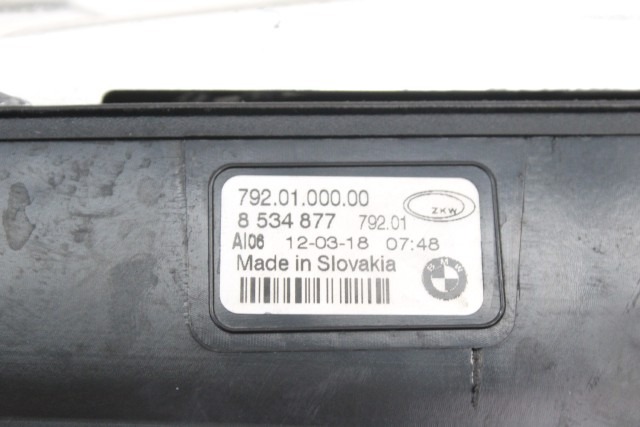 792.01.000.00
ZKW
8 534 877 792.01
AI06 12-03-18 07:48
Made in Slovakia
BMW